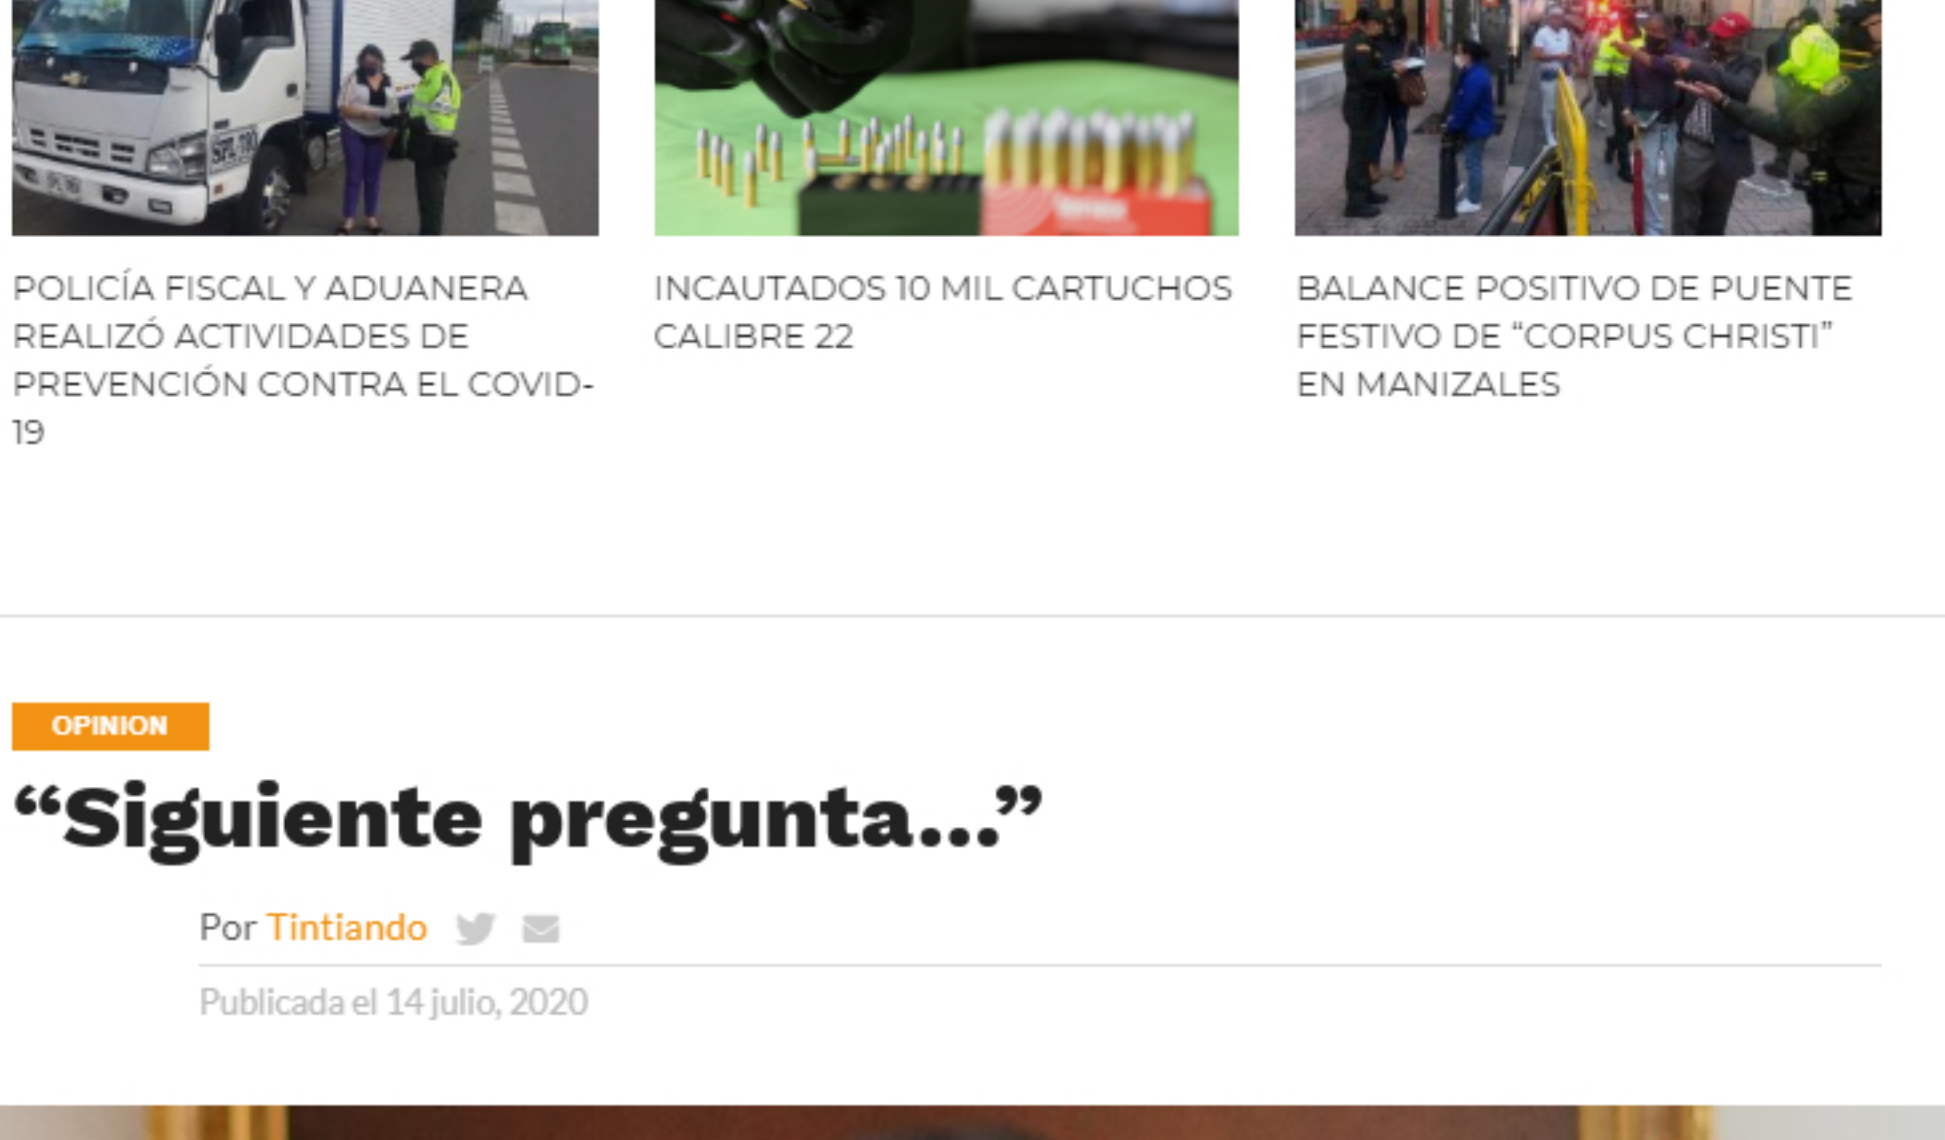 POLICÍA FISCAL Y ADUANERA
REALIZÓ ACTIVIDADES DE
PREVENCIÓN CONTRA EL COVID-
19
INCAUTADOS 10 MIL CARTUCHOS
CALIBRE 22
BALANCE POSITIVO DE PUENTE
FESTIVO DE “CORPUS CHRISTI”
EN MANIZALES
OPINION
“Siguiente pregunta...”
Por Tintiando
Publicada el 14 julio, 2020